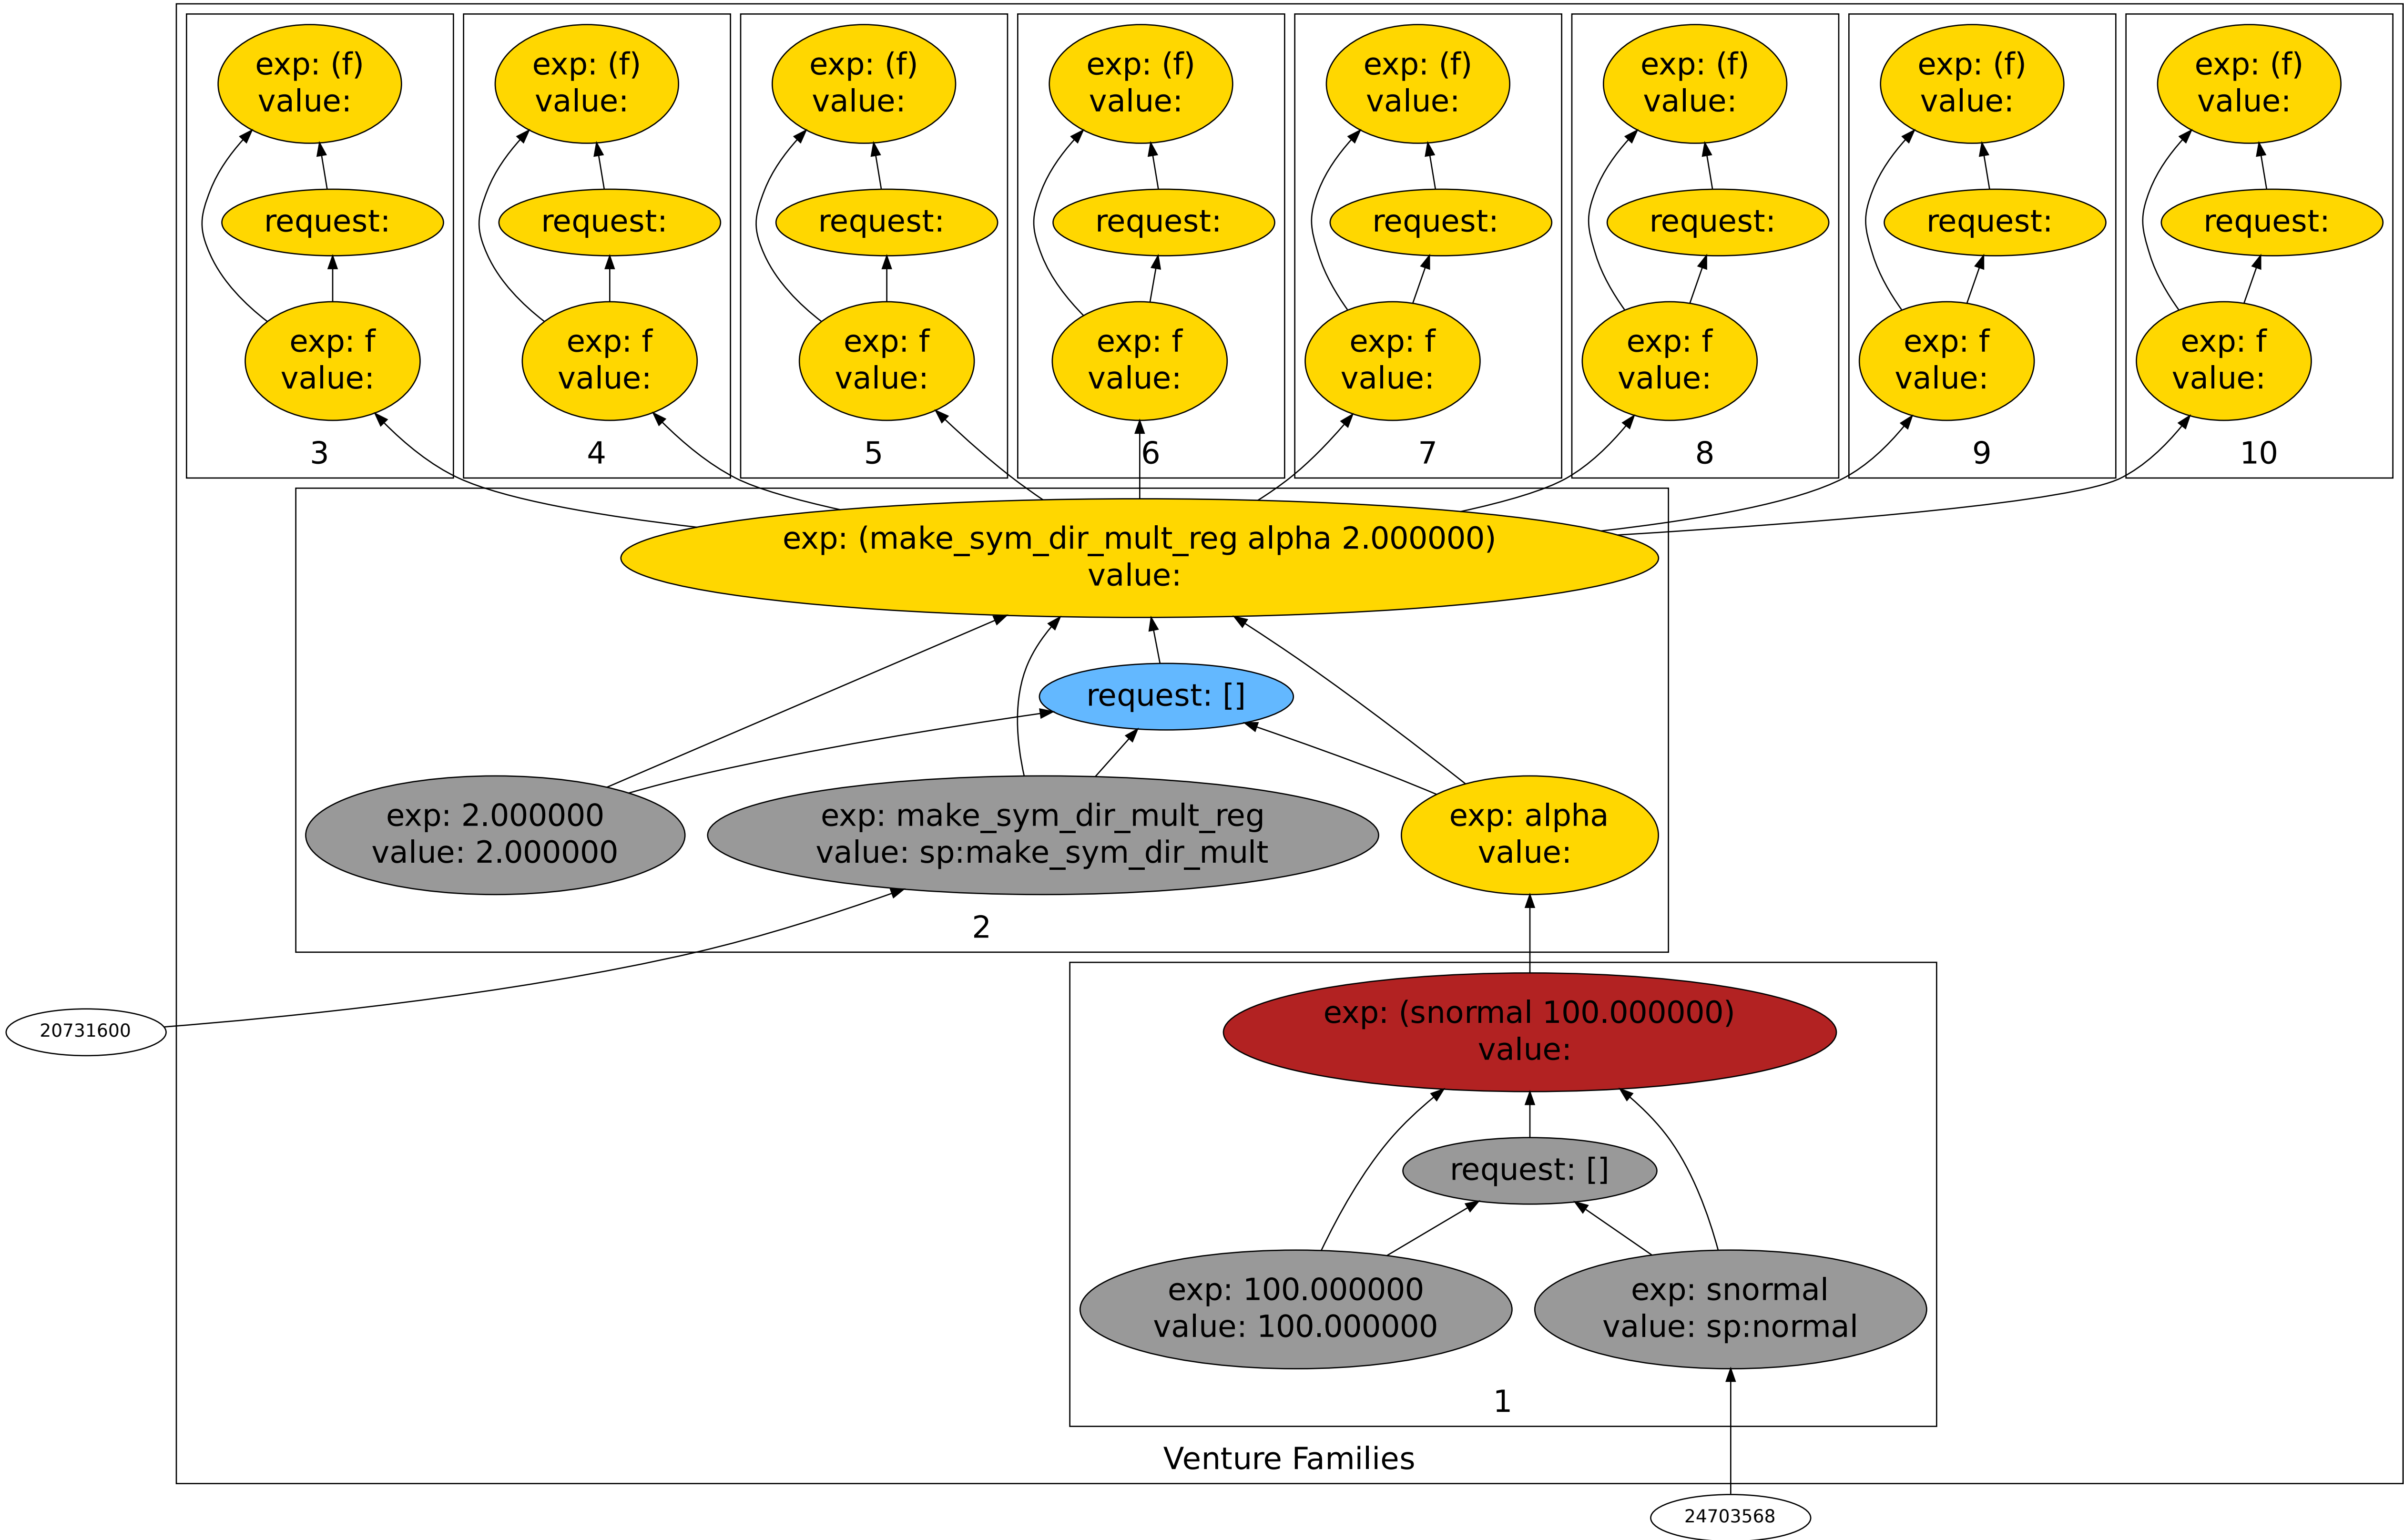 exp: (f)
value:
exp: (f)
value:
exp: (f)
value:
exp: (f)
value:
exp: (f)
value:
exp: (f)
value:
exp: (f)
value:
exp: (f)
value:
request:
request:
request:
request:
request:
request:
request:
request:
exp: f
value:
exp: f
value:
exp: f
value:
exp: f
value:
exp: f
value:
exp: f
value:
exp: f
value:
exp: f
value:
3
4
5
6
7
8
9
10
exp: (make_sym_dir_mult_reg alpha 2.000000)
value:
request: []
exp: 2.000000
value: 2.000000
exp: make_sym_dir_mult_reg
value: sp:make_sym_dir_mult
exp: alpha
value:
2
20731600
exp: (snormal 100.000000)
value:
request: []
exp: 100.000000
value: 100.000000
exp: snormal
value: sp:normal
1
Venture Families
24703568